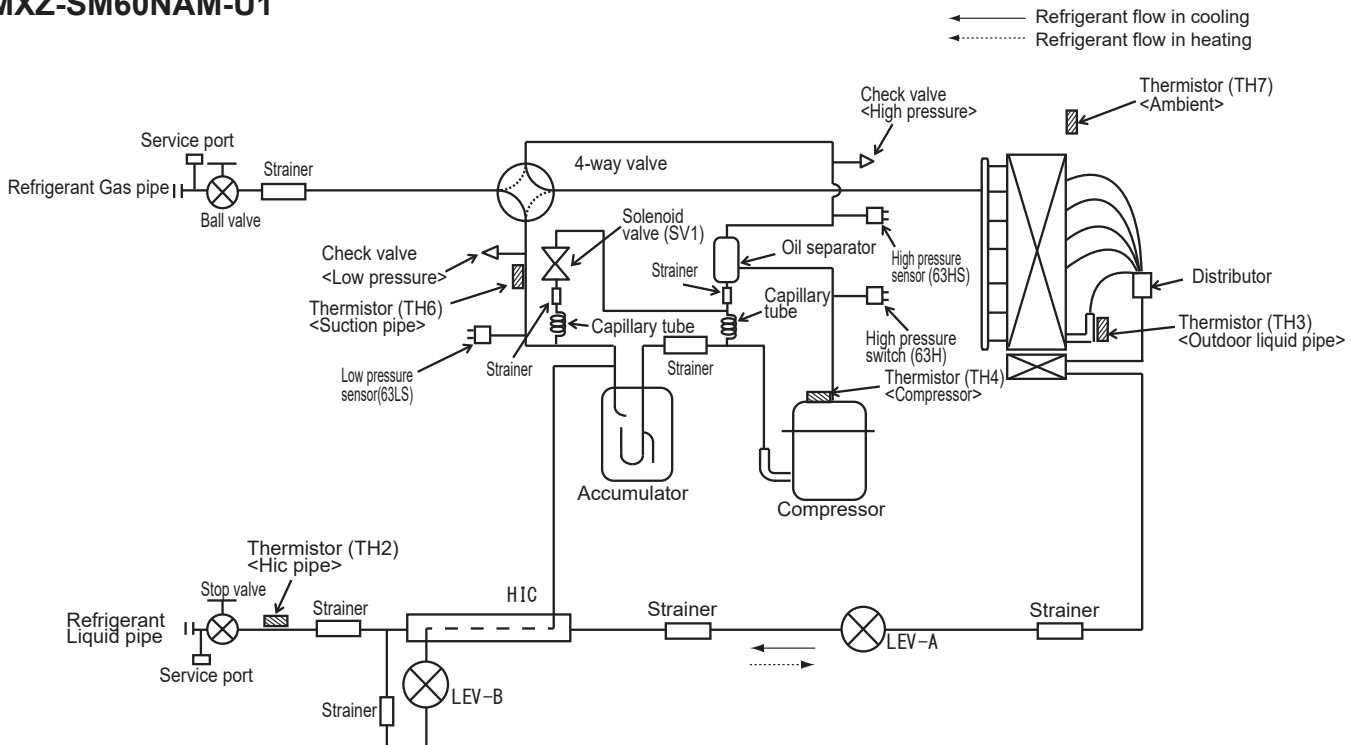 MXZ-SM60NAM-U1
Refrigerant flow in cooling
Refrigerant flow in heating
Thermistor (TH7)
<Ambient>
Check valve
<High pressure>
Service port
Strainer
4-way valve
Refrigerant Gas pipe
Ball valve
Solenoid
valve (SV1)
Oil separator
Check valve
<Low pressure>
High pressure
sensor (63HS)
Strainer
Distributor
Thermistor (TH6)
<Suction pipe>
Capillary
tube
Capillary tube
Thermistor (TH3)
<Outdoor liquid pipe>
High pressure
switch (63H)
Strainer
Strainer
Low pressure
sensor(63LS)
Thermistor (TH4)
<Compressor>
Accumulator
Compressor
Thermistor (TH2)
<Hic pipe>
Stop valve
HIC
Strainer
Strainer
Strainer
Refrigerant
Liquid pipe
LEV-A
Service port
LEV-B
Strainer